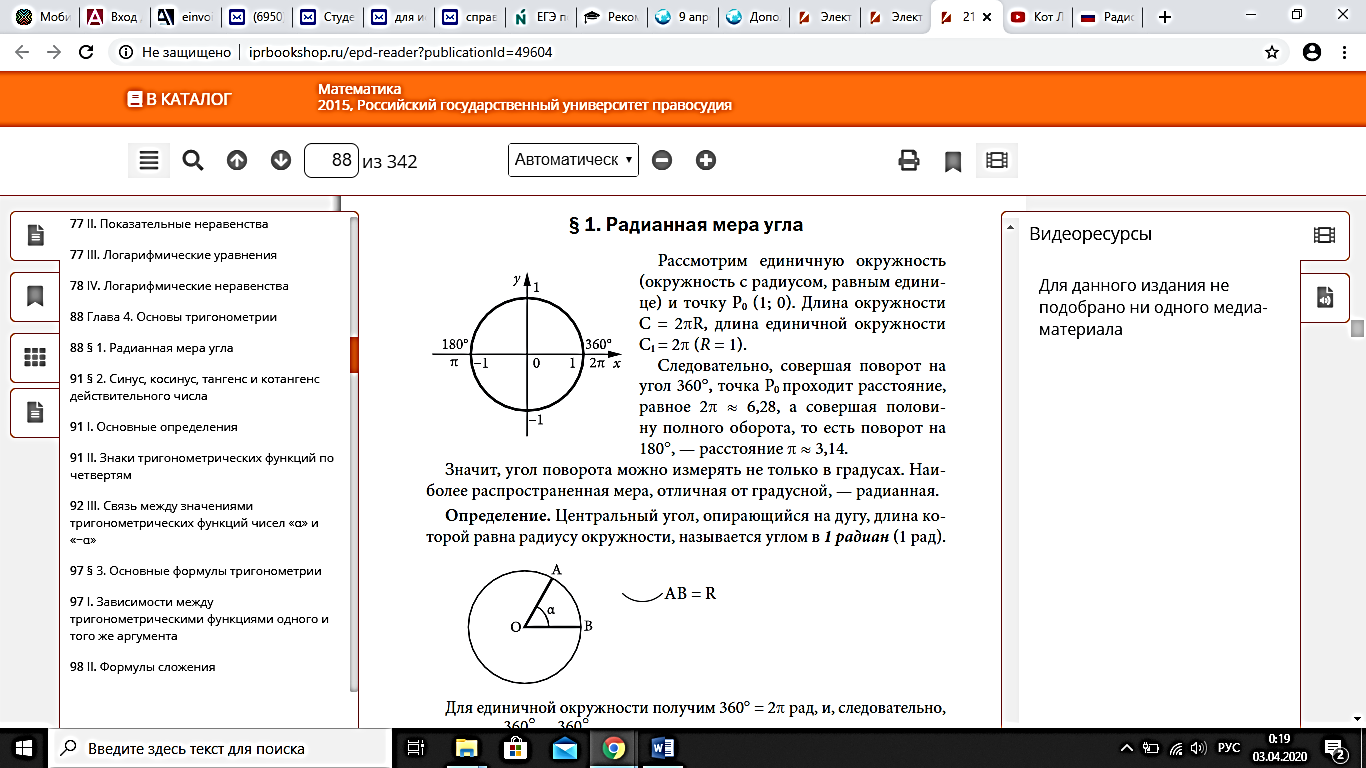 Моби
Вход
einvoi
(6950
Студе
для и
справ
ЕГЭ п
Реком
9 апр
Допо.
Элект
Элект
21
Кот Л
Радис
Не защищено | iprbookshop.ru/epd-reader?publicationId=49604
В КАТАЛОГ
Математика
2015, Российский государственный университет правосудия
88 из 342
Автоматическ
77 II. Показательные неравенства
77 III. Логарифмические уравнения
78 IV. Логарифмические неравенства
88 Глава 4. Основы тригонометрии
88 § 1. Радианная мера угла
91 § 2. Синус, косинус, тангенс и котангенс
действительного числа
91 I. Основные определения
91 II. Знаки тригонометрических функций по
четвертям
92 III. Связь между значениями
тригонометрических функций чисел «α» и
«−α»
97 § 3. Основные формулы тригонометрии
97 I. Зависимости между
тригонометрическими функциями одного и
того же аргумента
98 II. Формулы сложения
§ 1. Радианная мера угла
y 1
180° 360°
π −1 0 1 2π x
−1
Рассмотрим единичную окружность
(окружность с радиусом, равным едини-
це) и точку P₀ (1; 0). Длина окружности
C = 2πR, длина единичной окружности
C₁ = 2π (R = 1).
Следовательно, совершая поворот на
угол 360°, точка P₀ проходит расстояние,
равное 2π ≈ 6,28, а совершая полови-
ну полного оборота, то есть поворот на
180°, — расстояние π ≈ 3,14.
Значит, угол поворота можно измерять не только в градусах. Наи-
более распространенная мера, отличная от градусной, — радианная.
Определение. Центральный угол, опирающийся на дугу, длина ко-
торой равна радиусу окружности, называется углом в 1 радиан (1 рад).
A
α
O B
AB = R
Для единичной окружности получим 360° = 2π рад, и, следовательно,
360° 360°
Видеоресурсы
Для данного издания не
подобрано ни одного медиа-
материала
Введите здесь текст для поиска
РУС
0:19
03.04.2020
2